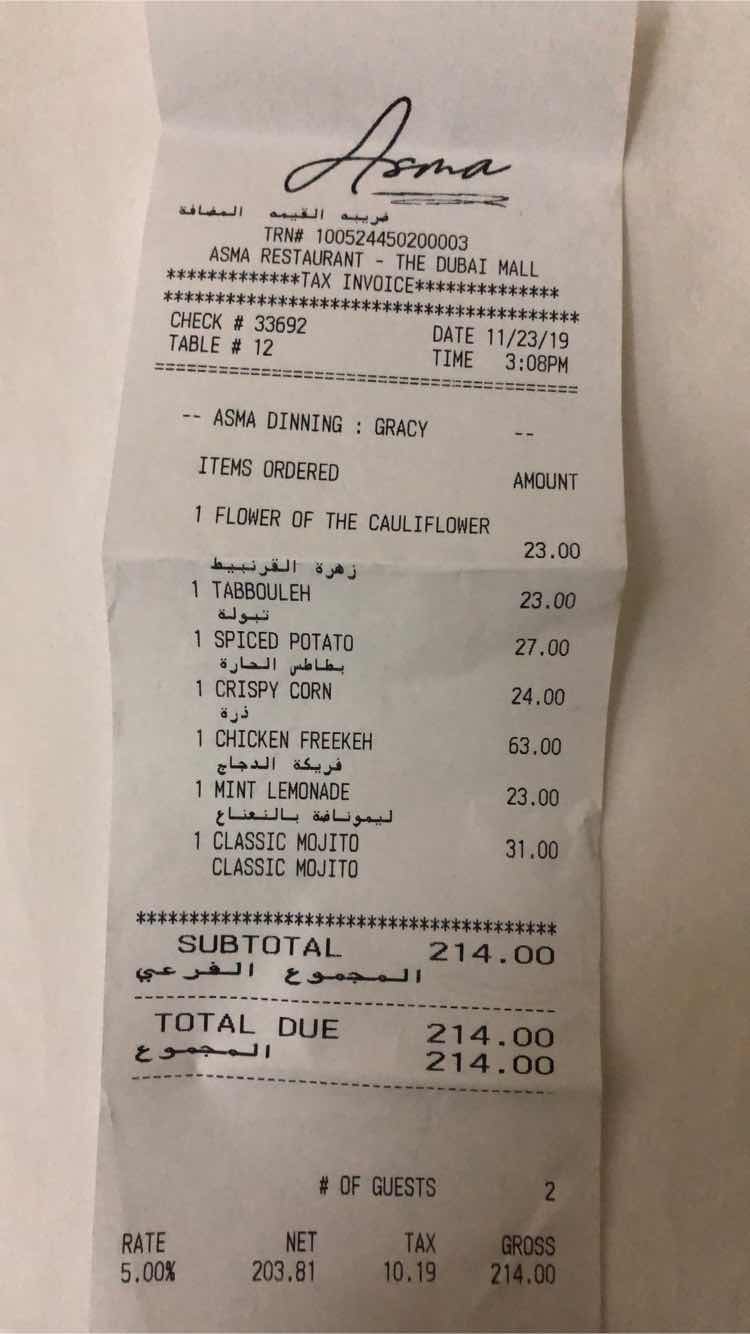 Asma
ضريبه القيمه المضافة
TRN# 100524450200003
ASMA RESTAURANT - THE DUBAI MALL
*************TAX INVOICE**************
*****************************************
CHECK # 33692 DATE 11/23/19
TABLE # 12 TIME 3:08PM
=========================================
-- ASMA DINNING : GRACY --
ITEMS ORDERED AMOUNT
1 FLOWER OF THE CAULIFLOWER
23.00
زهرة القرنبيط
1 TABBOULEH 23.00
تبولة
1 SPICED POTATO 27.00
بطاطس الحارة
1 CRISPY CORN 24.00
ذرة
1 CHICKEN FREEKEH 63.00
فريكة الدجاج
1 MINT LEMONADE 23.00
ليموناضة بالنعناع
1 CLASSIC MOJITO 31.00
CLASSIC MOJITO
*****************************************
SUBTOTAL 214.00
المجموع الفرعي
-----------------------------------------
TOTAL DUE 214.00
المجموع 214.00
-----------------------------------------
# OF GUESTS 2
RATE NET TAX GROSS
5.00% 203.81 10.19 214.00